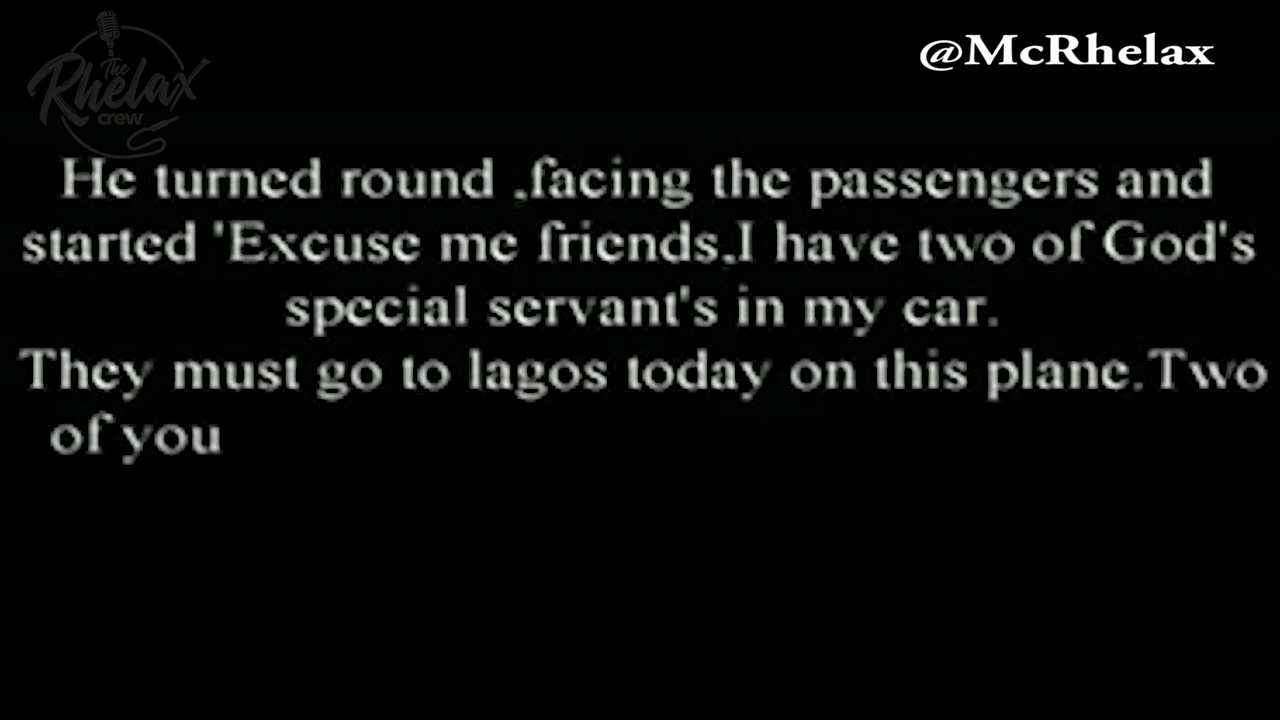 The
Rhelax
crew
@McRhelax
He turned round ,facing the passengers and
started 'Excuse me friends,I have two of God's
special servant's in my car.
They must go to lagos today on this plane.Two
of you